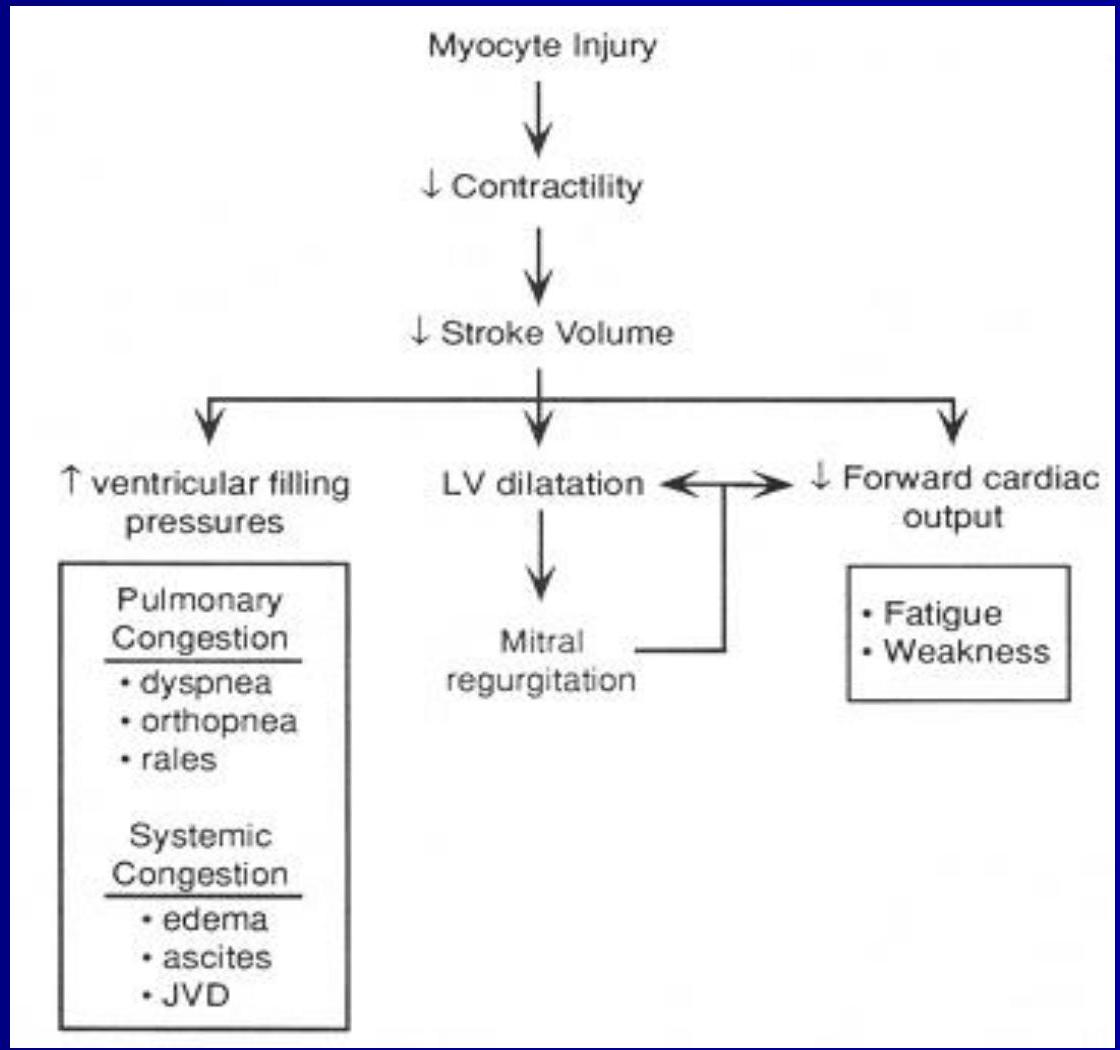 Myocyte Injury
↓ Contractility
↓ Stroke Volume
↑ ventricular filling
pressures
Pulmonary
Congestion
• dyspnea
• orthopnea
• rales
Systemic
Congestion
• edema
• ascites
• JVD
LV dilatation
Mitral
regurgitation
↓ Forward cardiac
output
• Fatigue
• Weakness